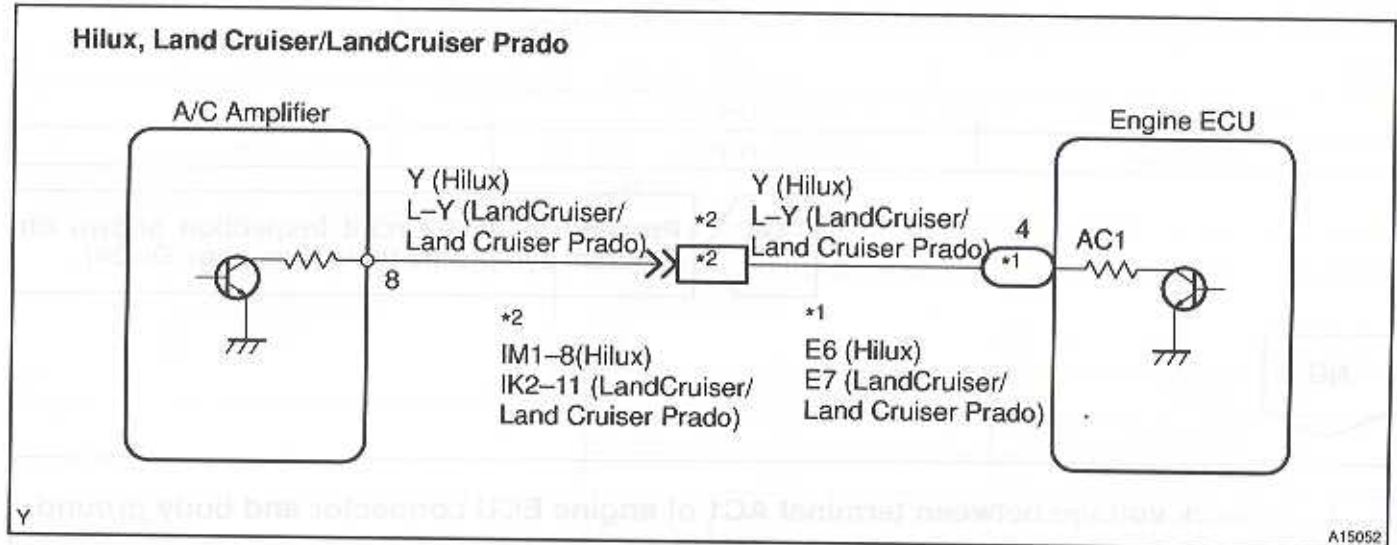 Hilux, Land Cruiser/LandCruiser Prado
A/C Amplifier
Engine ECU
Y (Hilux)
L–Y (LandCruiser/
Land Cruiser Prado)
8
*2
*2
Y (Hilux)
L–Y (LandCruiser/
Land Cruiser Prado)
4
*1
AC1
*2
IM1–8(Hilux)
IK2–11 (LandCruiser/
Land Cruiser Prado)
*1
E6 (Hilux)
E7 (LandCruiser/
Land Cruiser Prado)
Y
A15052